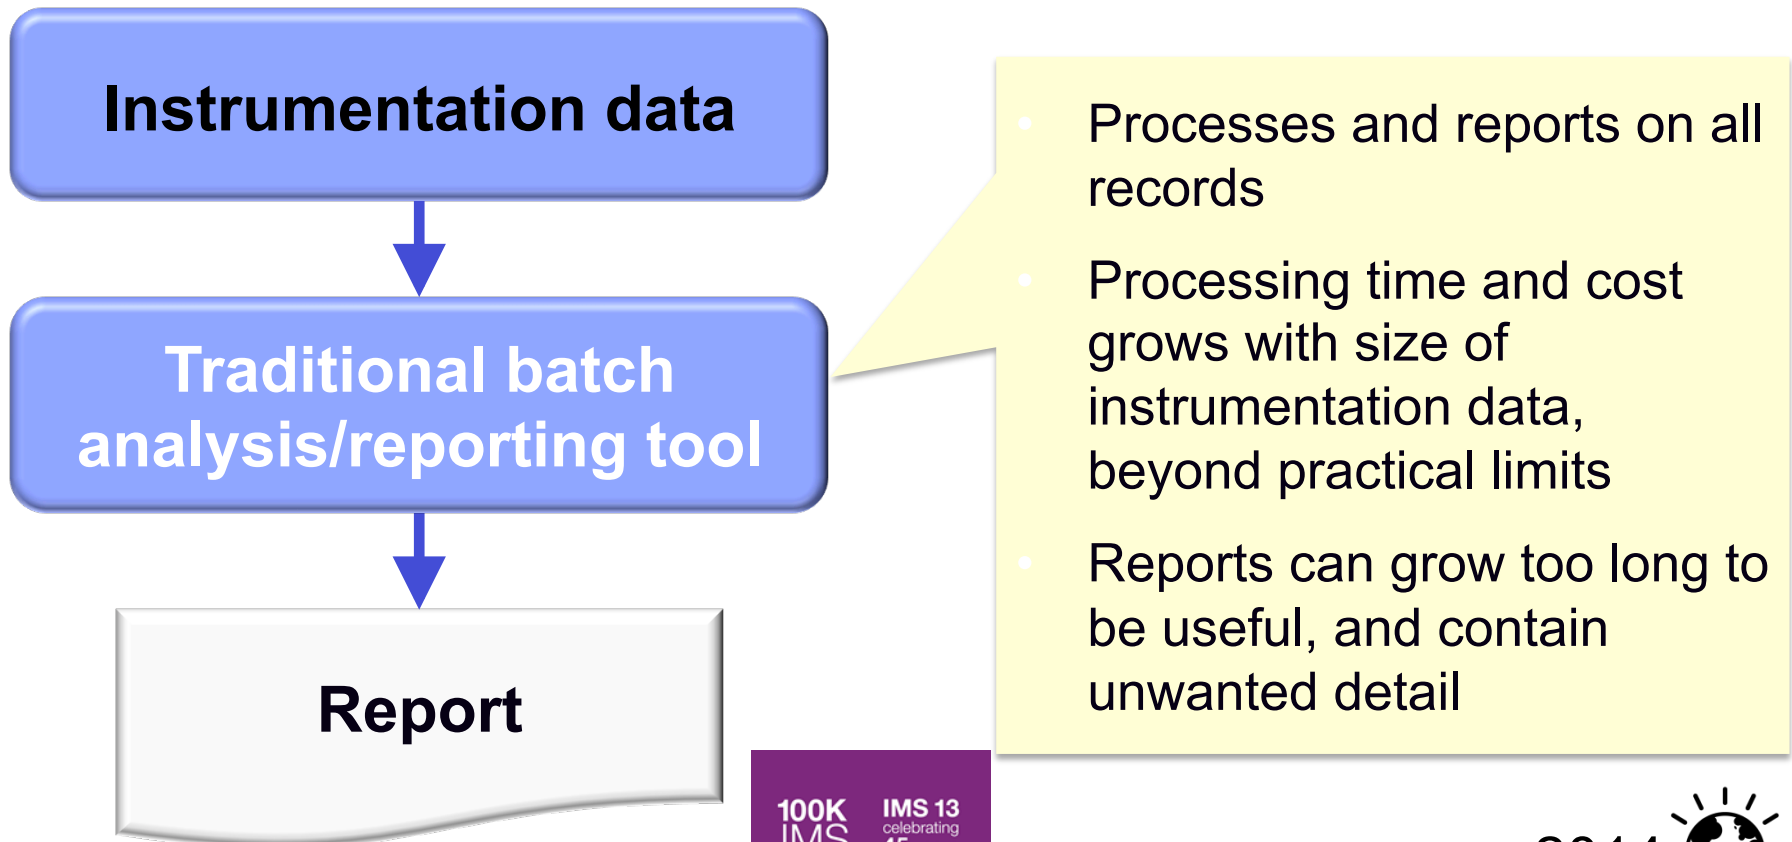 Instrumentation data
Traditional batch
analysis/reporting tool
Report
• Processes and reports on all
records
• Processing time and cost
grows with size of
instrumentation data,
beyond practical limits
• Reports can grow too long to
be useful, and contain
unwanted detail
100K
IMS
IMS 13
celebrating
2014